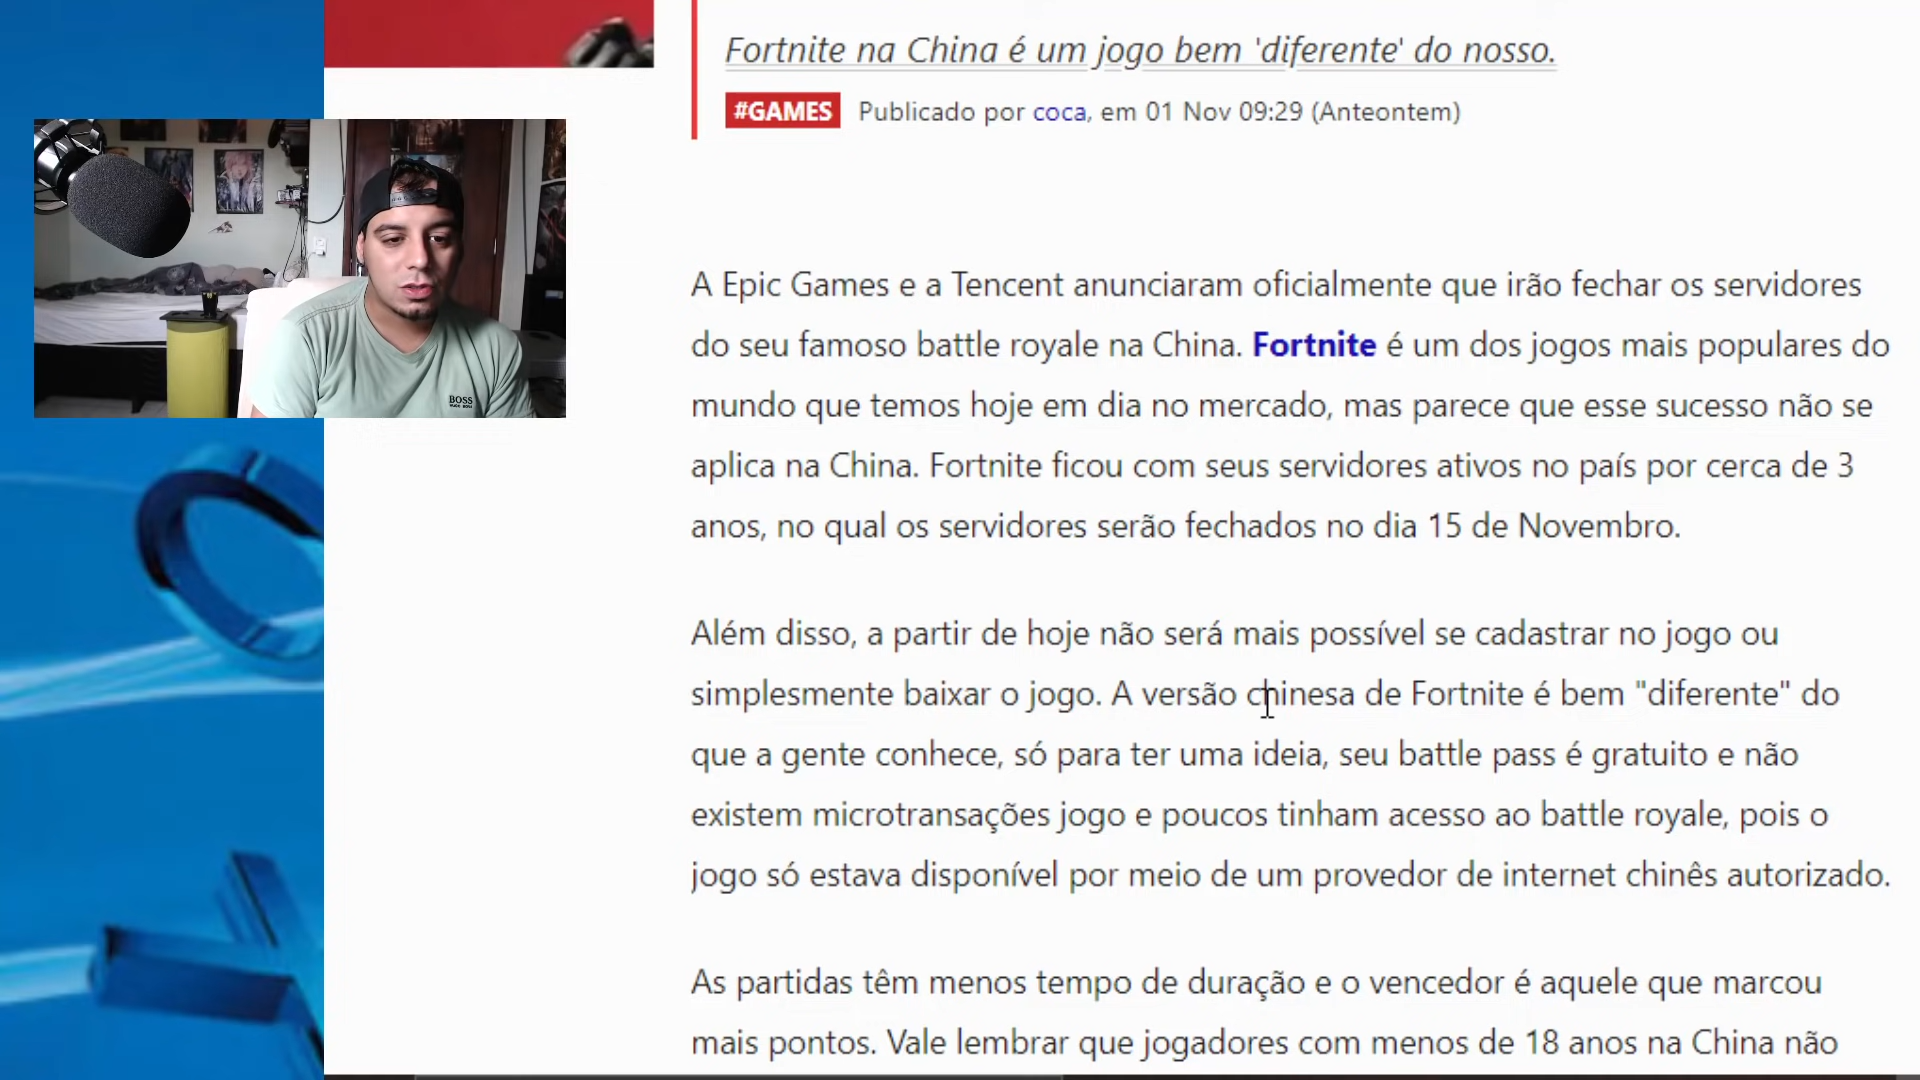 Fortnite na China é um jogo bem 'diferente' do nosso.
#GAMES Publicado por coca, em 01 Nov 09:29 (Anteontem)
BOSS
HUGO BOSS
A Epic Games e a Tencent anunciaram oficialmente que irão fechar os servidores
do seu famoso battle royale na China. Fortnite é um dos jogos mais populares do
mundo que temos hoje em dia no mercado, mas parece que esse sucesso não se
aplica na China. Fortnite ficou com seus servidores ativos no país por cerca de 3
anos, no qual os servidores serão fechados no dia 15 de Novembro.
Além disso, a partir de hoje não será mais possível se cadastrar no jogo ou
simplesmente baixar o jogo. A versão chinesa de Fortnite é bem "diferente" do
que a gente conhece, só para ter uma ideia, seu battle pass é gratuito e não
existem microtransações jogo e poucos tinham acesso ao battle royale, pois o
jogo só estava disponível por meio de um provedor de internet chinês autorizado.
As partidas têm menos tempo de duração e o vencedor é aquele que marcou
mais pontos. Vale lembrar que jogadores com menos de 18 anos na China não